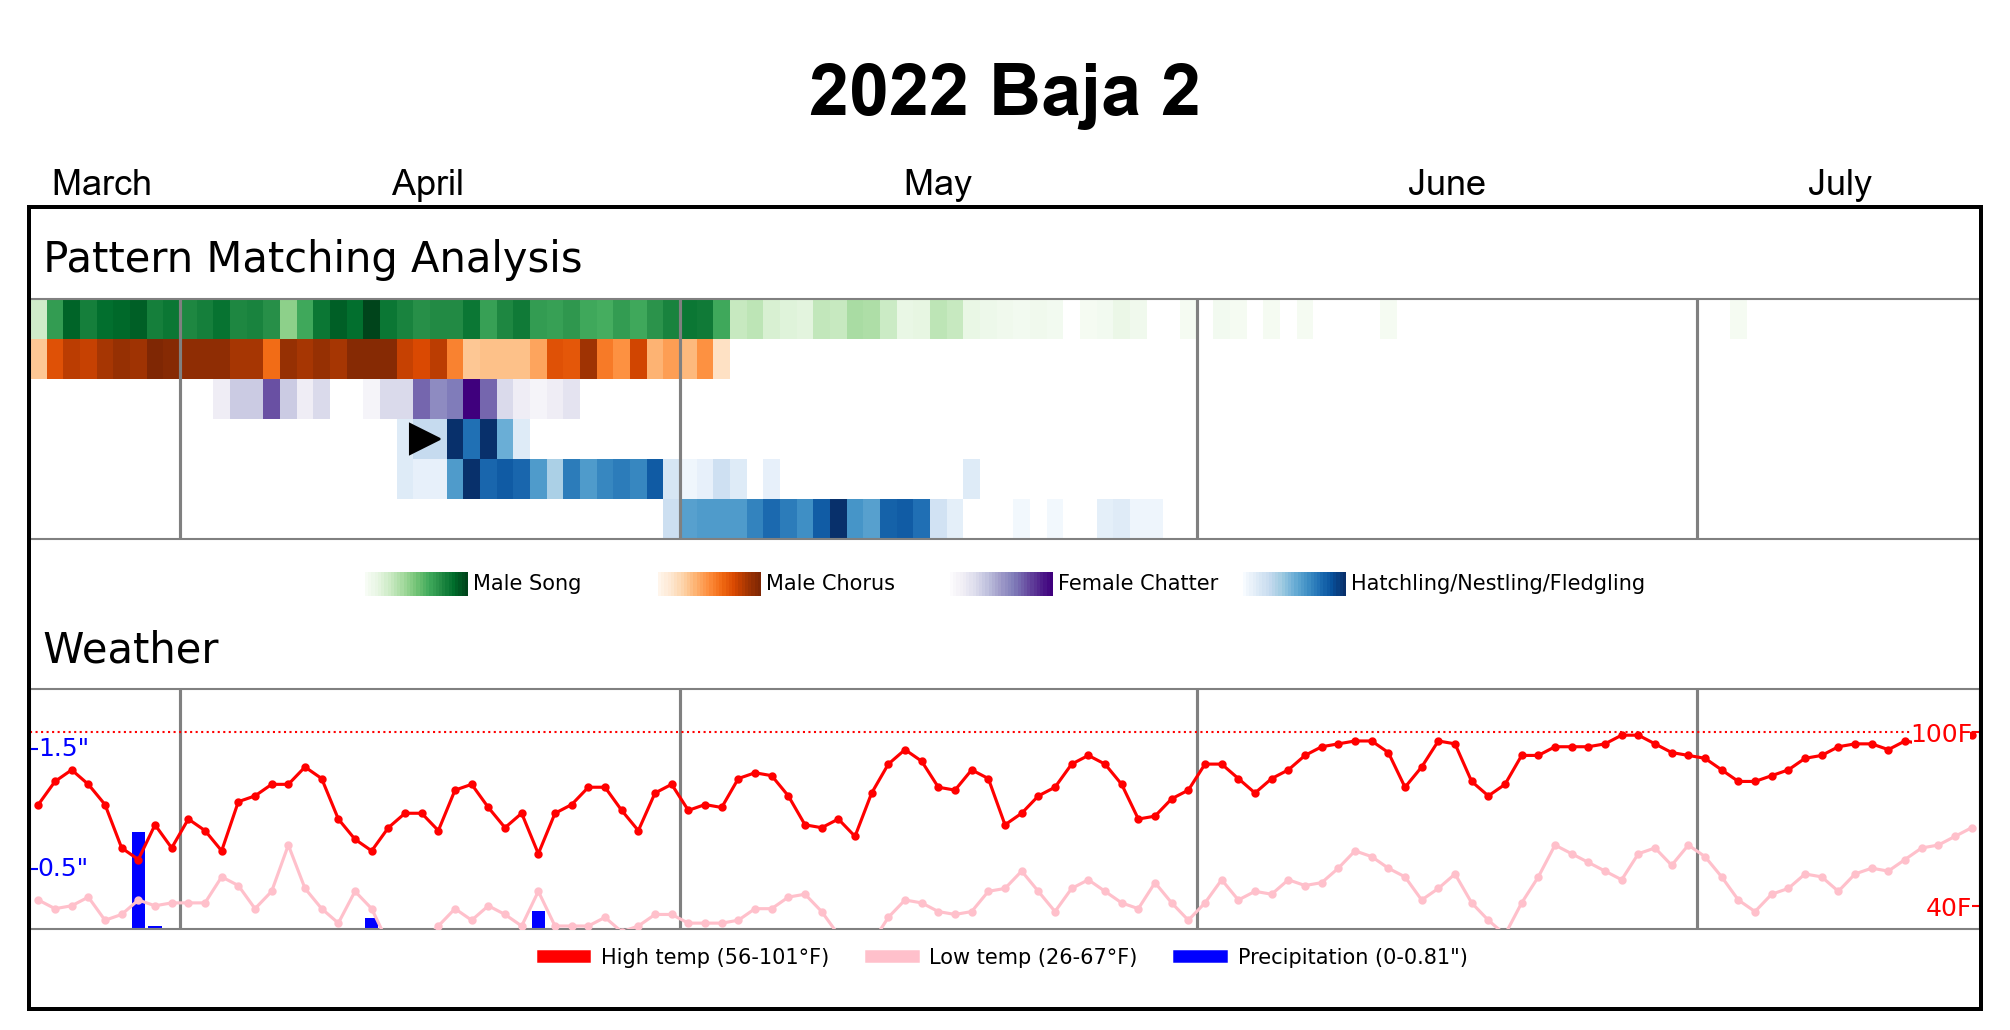 2022 Baja 2
March April May June July
Pattern Matching Analysis
Male Song Male Chorus Female Chatter Hatchling/Nestling/Fledgling
Weather
1.5" 100F
0.5" 40F
High temp (56-101°F) Low temp (26-67°F) Precipitation (0-0.81")